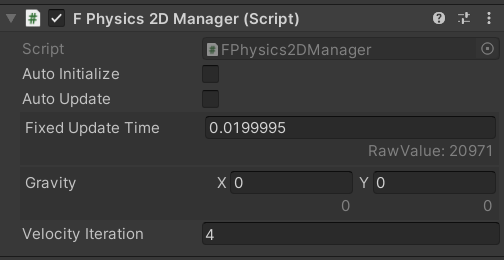 # F Physics 2D Manager (Script)
Script # FPhysics2DManager
Auto Initialize
Auto Update
Fixed Update Time 0.0199995
RawValue: 20971
Gravity X 0 Y 0
0 0
Velocity Iteration 4